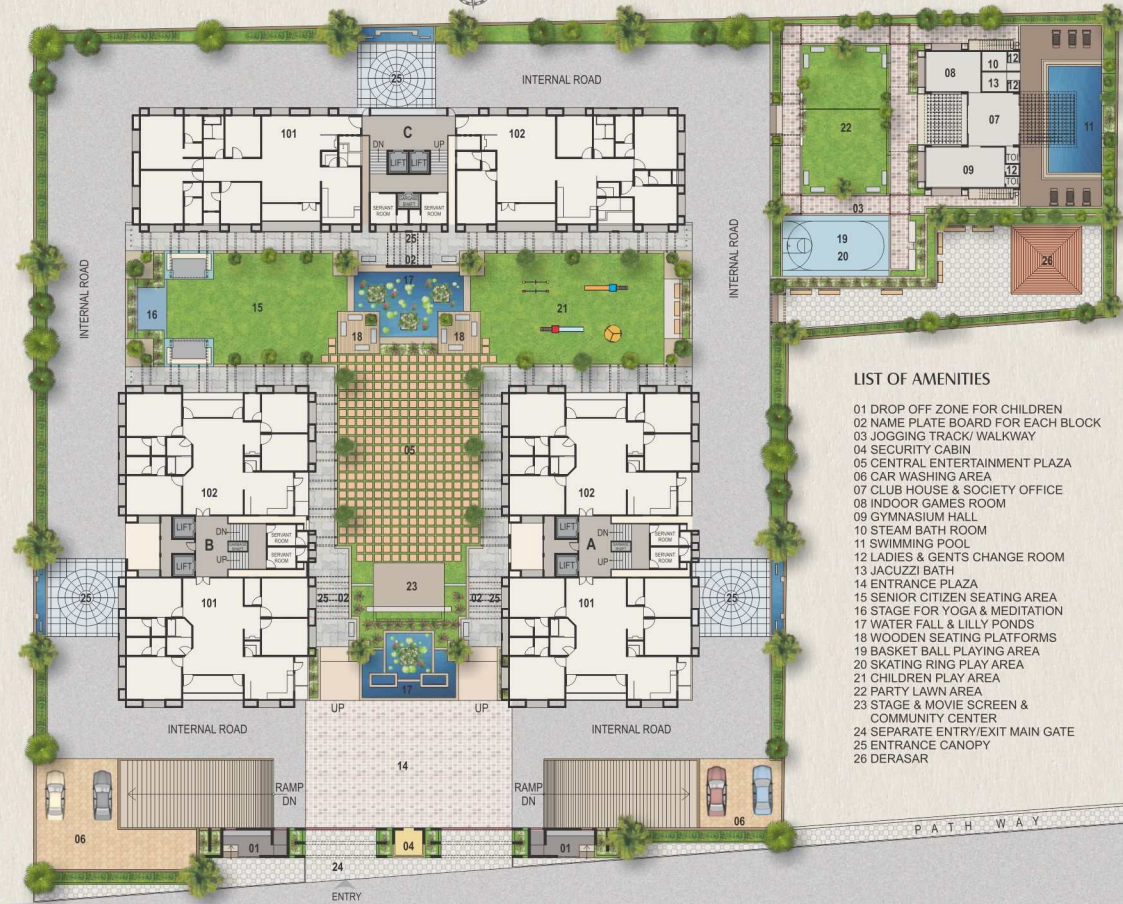 25
INTERNAL ROAD
08
10
12
13
12
07
11
22
101
C
102
DN
UP
LIFT
LIFT
SHAFT
SERVANT
ROOM
SERVANT
ROOM
09
TOI
12
TOI
UP
03
25
02
INTERNAL ROAD
INTERNAL ROAD
19
20
26
17
16
15
21
18
18
05
102
102
LIFT
B
DN
UP
LIFT
SERVANT
ROOM
SERVANT
ROOM
LIFT
A
DN
UP
LIFT
SERVANT
ROOM
SERVANT
ROOM
25
101
25
02
23
02
25
101
25
17
UP
UP
INTERNAL ROAD
INTERNAL ROAD
14
RAMP
DN
RAMP
DN
06
06
01
04
01
24
ENTRY
PATH WAY
LIST OF AMENITIES
01 DROP OFF ZONE FOR CHILDREN
02 NAME PLATE BOARD FOR EACH BLOCK
03 JOGGING TRACK/ WALKWAY
04 SECURITY CABIN
05 CENTRAL ENTERTAINMENT PLAZA
06 CAR WASHING AREA
07 CLUB HOUSE & SOCIETY OFFICE
08 INDOOR GAMES ROOM
09 GYMNASIUM HALL
10 STEAM BATH ROOM
11 SWIMMING POOL
12 LADIES & GENTS CHANGE ROOM
13 JACUZZI BATH
14 ENTRANCE PLAZA
15 SENIOR CITIZEN SEATING AREA
16 STAGE FOR YOGA & MEDITATION
17 WATER FALL & LILLY PONDS
18 WOODEN SEATING PLATFORMS
19 BASKET BALL PLAYING AREA
20 SKATING RING PLAY AREA
21 CHILDREN PLAY AREA
22 PARTY LAWN AREA
23 STAGE & MOVIE SCREEN &
COMMUNITY CENTER
24 SEPARATE ENTRY/EXIT MAIN GATE
25 ENTRANCE CANOPY
26 DERASAR